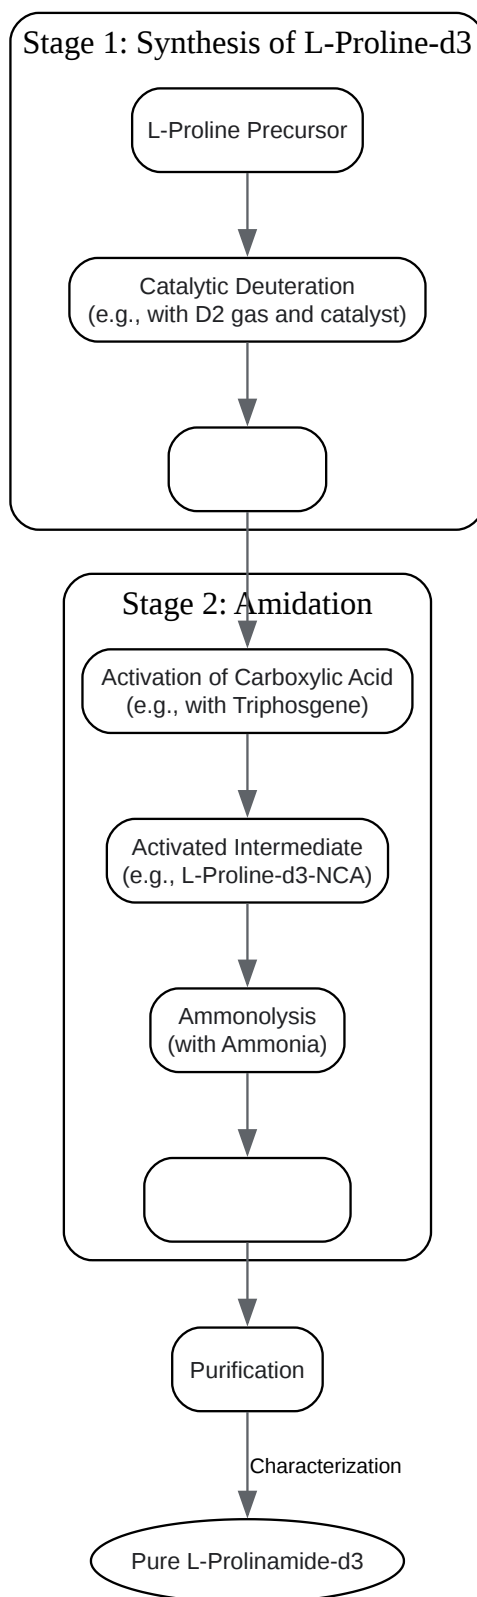 Stage 1: Synthesis of L-Proline-d3
L-Proline Precursor
Catalytic Deuteration
(e.g., with D2 gas and catalyst)
Stage 2: Amidation
Activation of Carboxylic Acid
(e.g., with Triphosgene)
Activated Intermediate
(e.g., L-Proline-d3-NCA)
Ammonolysis
(with Ammonia)
Purification
Characterization
Pure L-Prolinamide-d3